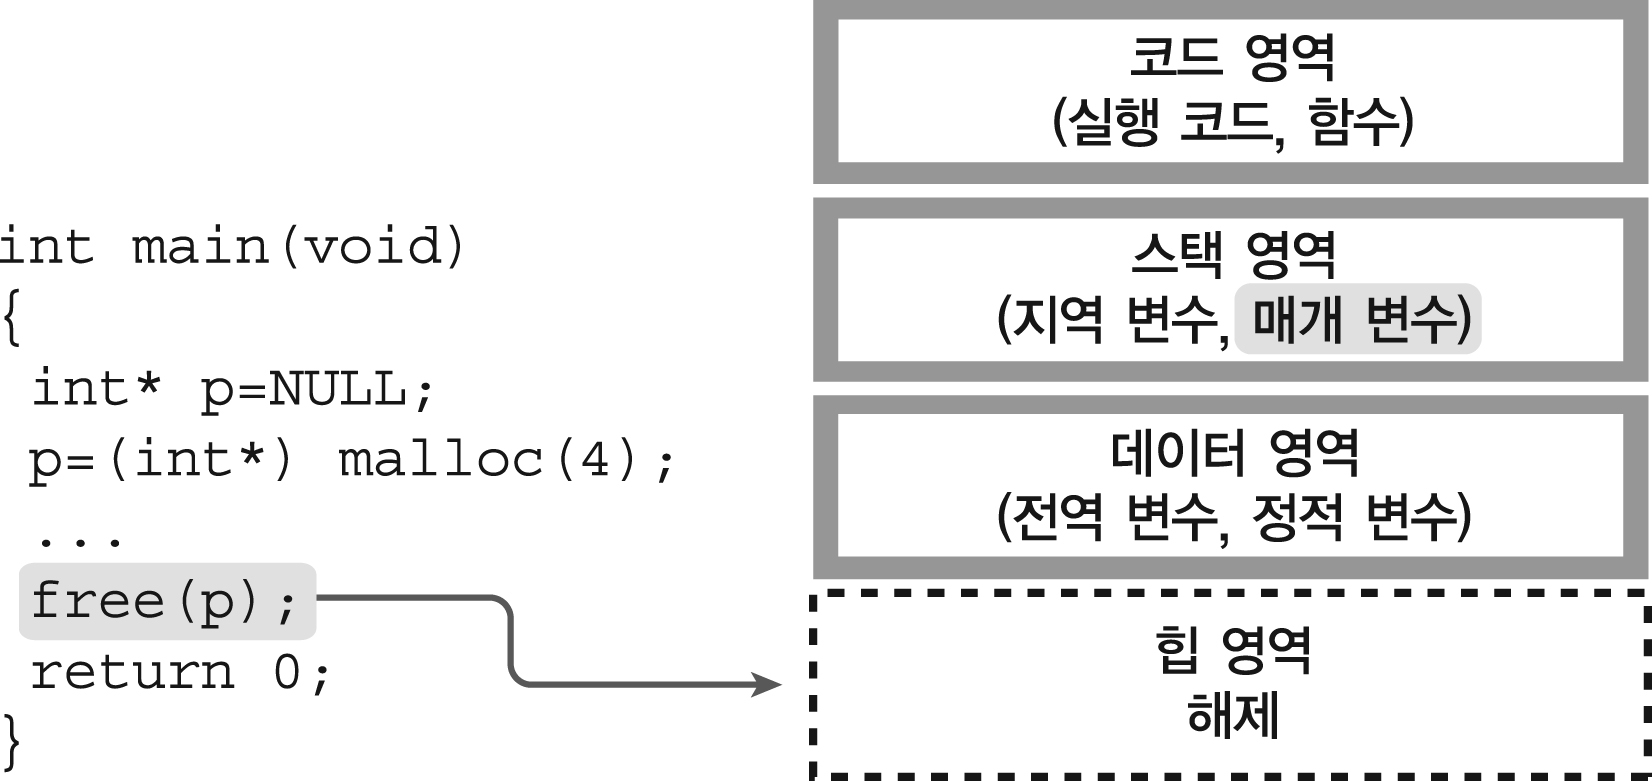 int main(void)
{
int* p=NULL;
p=(int*) malloc(4);
...
free(p);
return 0;
}
코드 영역
(실행 코드, 함수)
스택 영역
(지역 변수, 매개 변수)
데이터 영역
(전역 변수, 정적 변수)
힙 영역
해제